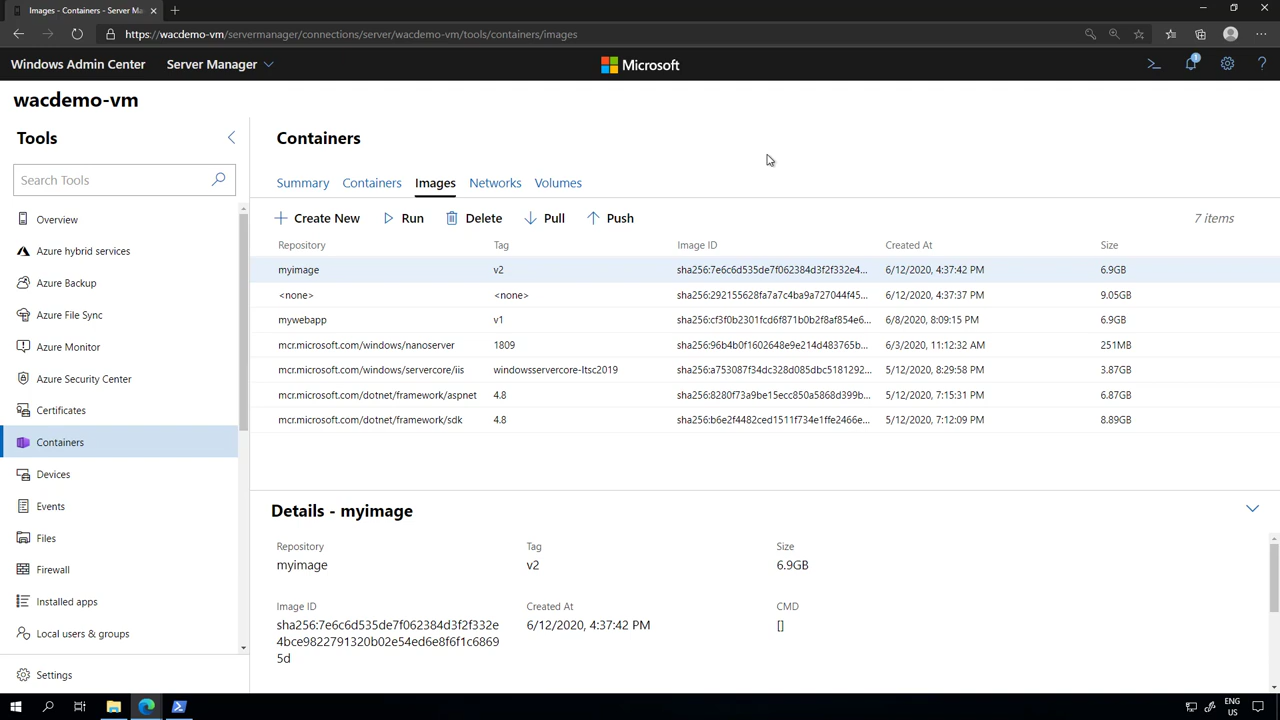 Images - Containers - Server Ma
https://wacdemo-vm/servermanager/connections/server/wacdemo-vm/tools/containers/images
Windows Admin Center
Server Manager
Microsoft
1
?
wacdemo-vm
Tools
Search Tools
Overview
Azure hybrid services
Azure Backup
Azure File Sync
Azure Monitor
Azure Security Center
Certificates
Containers
Devices
Events
Files
Firewall
Installed apps
Local users & groups
Settings
Containers
Summary Containers Images Networks Volumes
Create New Run Delete Pull Push 7 items
Repository Tag Image ID Created At Size
myimage v2 sha256:7e6c6d535de7f062384d3f2f332e4... 6/12/2020, 4:37:42 PM 6.9GB
<none> <none> sha256:292155628fa7a7c4ba9a727044f45... 6/12/2020, 4:37:37 PM 9.05GB
mywebapp v1 sha256:cf3f0b2301fcd6f871b0b2f8af854e6... 6/8/2020, 8:09:15 PM 6.9GB
mcr.microsoft.com/windows/nanoserver 1809 sha256:96b4b0f1602648e9e214d483765b... 6/3/2020, 11:12:32 AM 251MB
mcr.microsoft.com/windows/servercore/iis windowsservercore-ltsc2019 sha256:a753087f34dc328d085dbc5181292... 5/12/2020, 8:29:58 PM 3.87GB
mcr.microsoft.com/dotnet/framework/aspnet 4.8 sha256:8280f73a9be15ecc850a5868d399b... 5/12/2020, 7:15:31 PM 6.87GB
mcr.microsoft.com/dotnet/framework/sdk 4.8 sha256:b6e2f4482ced1511f734e1ffe2466e... 5/12/2020, 7:12:09 PM 8.89GB
Details - myimage
Repository Tag Size
myimage v2 6.9GB
Image ID Created At CMD
sha256:7e6c6d535de7f062384d3f2f332e 6/12/2020, 4:37:42 PM []
4bce9822791320b02e54ed6e8f6f1c6869
5d
ENG
US